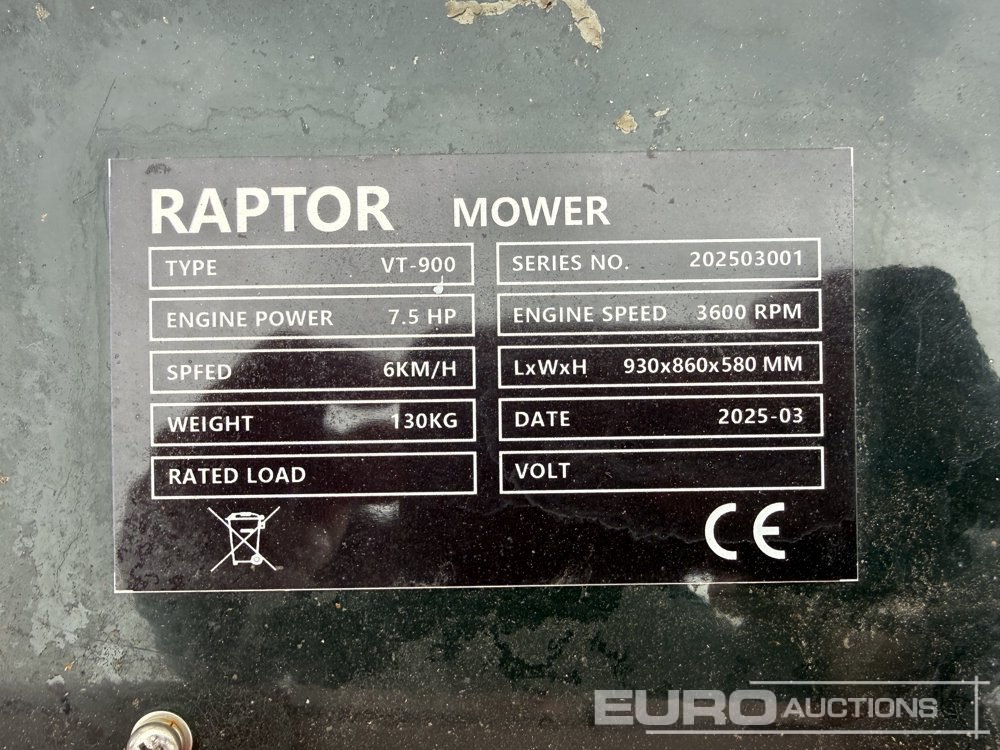 RAPTOR MOWER
TYPE VT-900 SERIES NO. 202503001
ENGINE POWER 7.5 HP ENGINE SPEED 3600 RPM
SPFED 6KM/H LxWxH 930x860x580 MM
WEIGHT 130KG DATE 2025-03
RATED LOAD VOLT
CE
EURO AUCTIONS